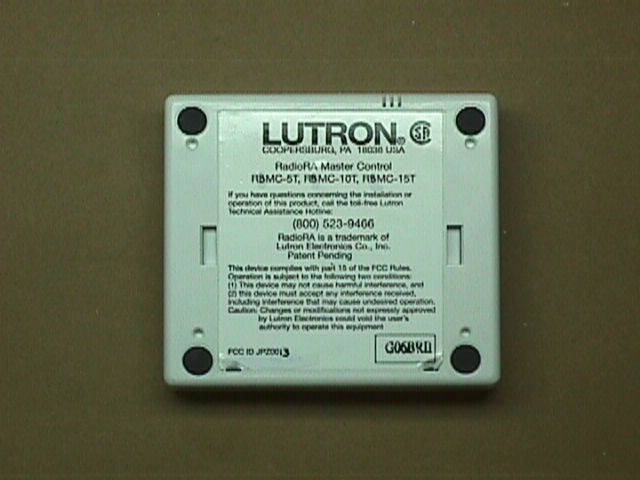 LUTRON® SA
COOPERSBURG, PA 18036 USA
RadioRA Master Control
RBMC-5T, RBMC-10T, RBMC-15T
If you have questions concerning the installation or
operation of this product, call the toll-free Lutron
Technical Assistance Hotline:
(800) 523-9466
RadioRA is a trademark of
Lutron Electronics Co., Inc.
Patent Pending
This device complies with part 15 of the FCC Rules.
Operation is subject to the following two conditions:
(1) This device may not cause harmful interference, and
(2) this device must accept any interference received,
including interference that may cause undesired operation.
Caution: Changes or modifications not expressly approved
by Lutron Electronics could void the user's
authority to operate this equipment
FCC ID JPZ0013